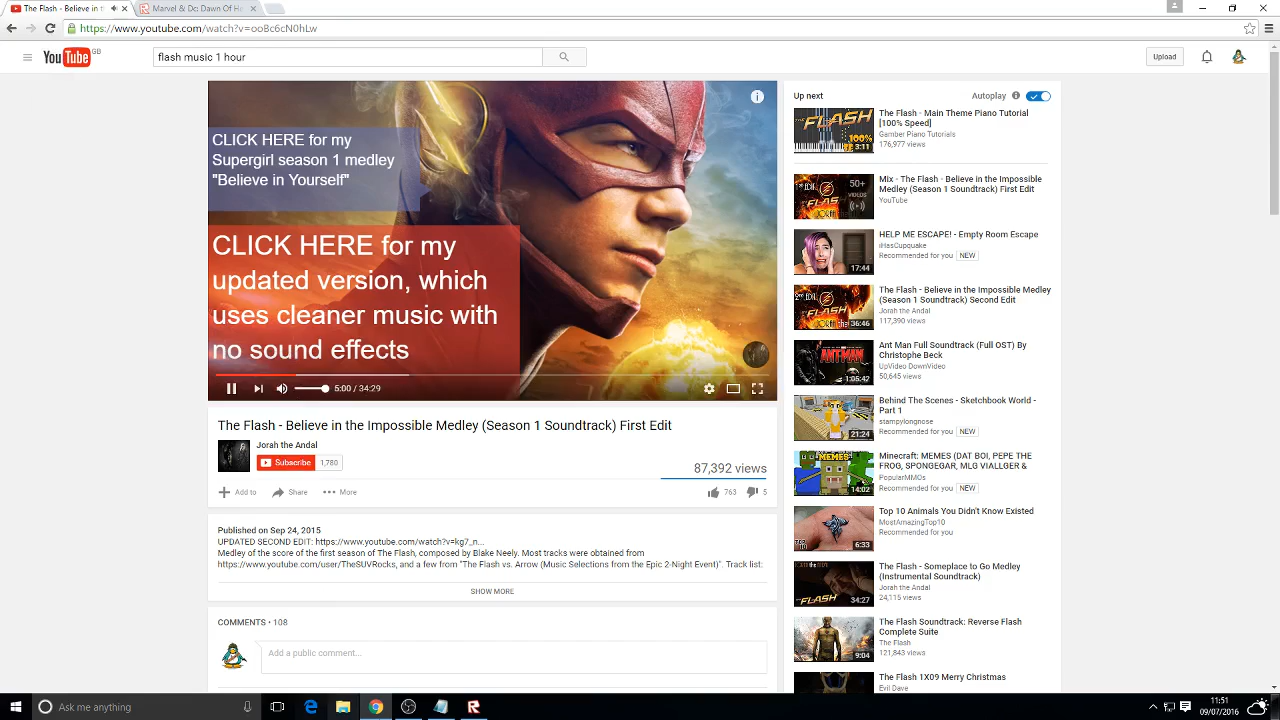 The Flash - Believe in th
Marvel & Dc: Dawn Of He
https://www.youtube.com/watch?v=ooBc6cN0hLw
YouTube GB
flash music 1 hour
Upload
CLICK HERE for my
Supergirl season 1 medley
"Believe in Yourself"
CLICK HERE for my
updated version, which
uses cleaner music with
no sound effects
5:00 / 34:29
The Flash - Believe in the Impossible Medley (Season 1 Soundtrack) First Edit
Jorah the Andal
Subscribe 1,780
87,392 views
Add to Share More
763 5
Published on Sep 24, 2015
UPDATED SECOND EDIT: https://www.youtube.com/watch?v=kg7_n...
Medley of the score of the first season of The Flash, composed by Blake Neely. Most tracks were obtained from
https://www.youtube.com/user/TheSUVRocks, and a few from "The Flash vs. Arrow (Music Selections from the Epic 2-Night Event)". Track list:
SHOW MORE
COMMENTS • 108
Add a public comment...
Up next
Autoplay
FLASH
100%
3:11
The Flash - Main Theme Piano Tutorial
[100% Speed]
Gamber Piano Tutorials
176,977 views
50+
VIDEOS
Mix - The Flash - Believe in the Impossible
Medley (Season 1 Soundtrack) First Edit
YouTube
17:44
HELP ME ESCAPE! - Empty Room Escape
iHasCupquake
Recommended for you NEW
36:46
The Flash - Believe in the Impossible Medley
(Season 1 Soundtrack) Second Edit
Jorah the Andal
117,390 views
ANTMAN
1:05:42
Ant Man Full Soundtrack (Full OST) By
Christophe Beck
UpVideo DownVideo
50,645 views
21:24
Behind The Scenes - Sketchbook World -
Part 1
stampylongnose
Recommended for you NEW
MEMES
14:02
Minecraft: MEMES (DAT BOI, PEPE THE
FROG, SPONGEGAR, MLG VIALLGER &
PopularMMOs
Recommended for you NEW
6:33
Top 10 Animals You Didn't Know Existed
MostAmazingTop10
Recommended for you
FLASH
34:27
The Flash - Someplace to Go Medley
(Instrumental Soundtrack)
Jorah the Andal
24,115 views
9:04
The Flash Soundtrack: Reverse Flash
Complete Suite
The Flash
121,843 views
The Flash 1X09 Merry Christmas
Evil Dave
Ask me anything
11:51
09/07/2016